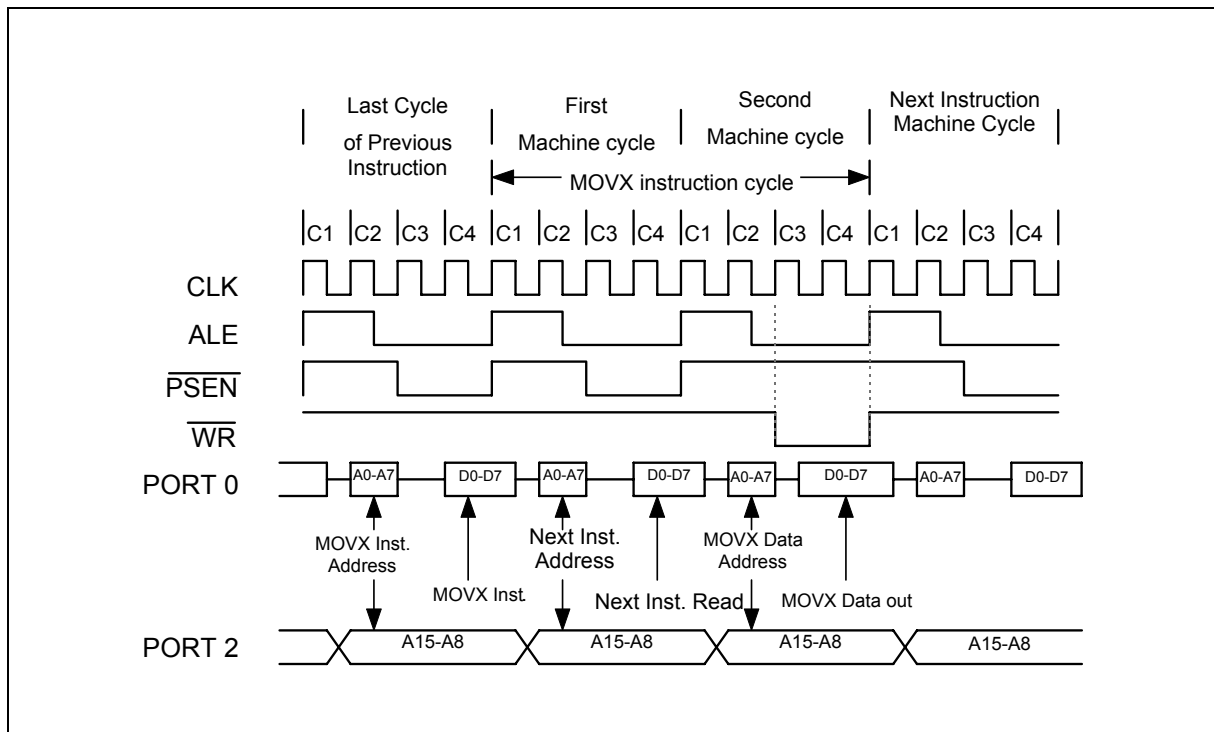 Last Cycle
of Previous
Instruction
First
Machine cycle
Second
Machine cycle
Next Instruction
Machine Cycle
MOVX instruction cycle
C1 C2 C3 C4 C1 C2 C3 C4 C1 C2 C3 C4 C1 C2 C3 C4
CLK
ALE
PSEN
WR
PORT 0
A0-A7 D0-D7 A0-A7 D0-D7 A0-A7 D0-D7 A0-A7 D0-D7
MOVX Inst.
Address
MOVX Inst.
Next Inst.
Address
Next Inst. Read
MOVX Data
Address
MOVX Data out
PORT 2
A15-A8 A15-A8 A15-A8 A15-A8